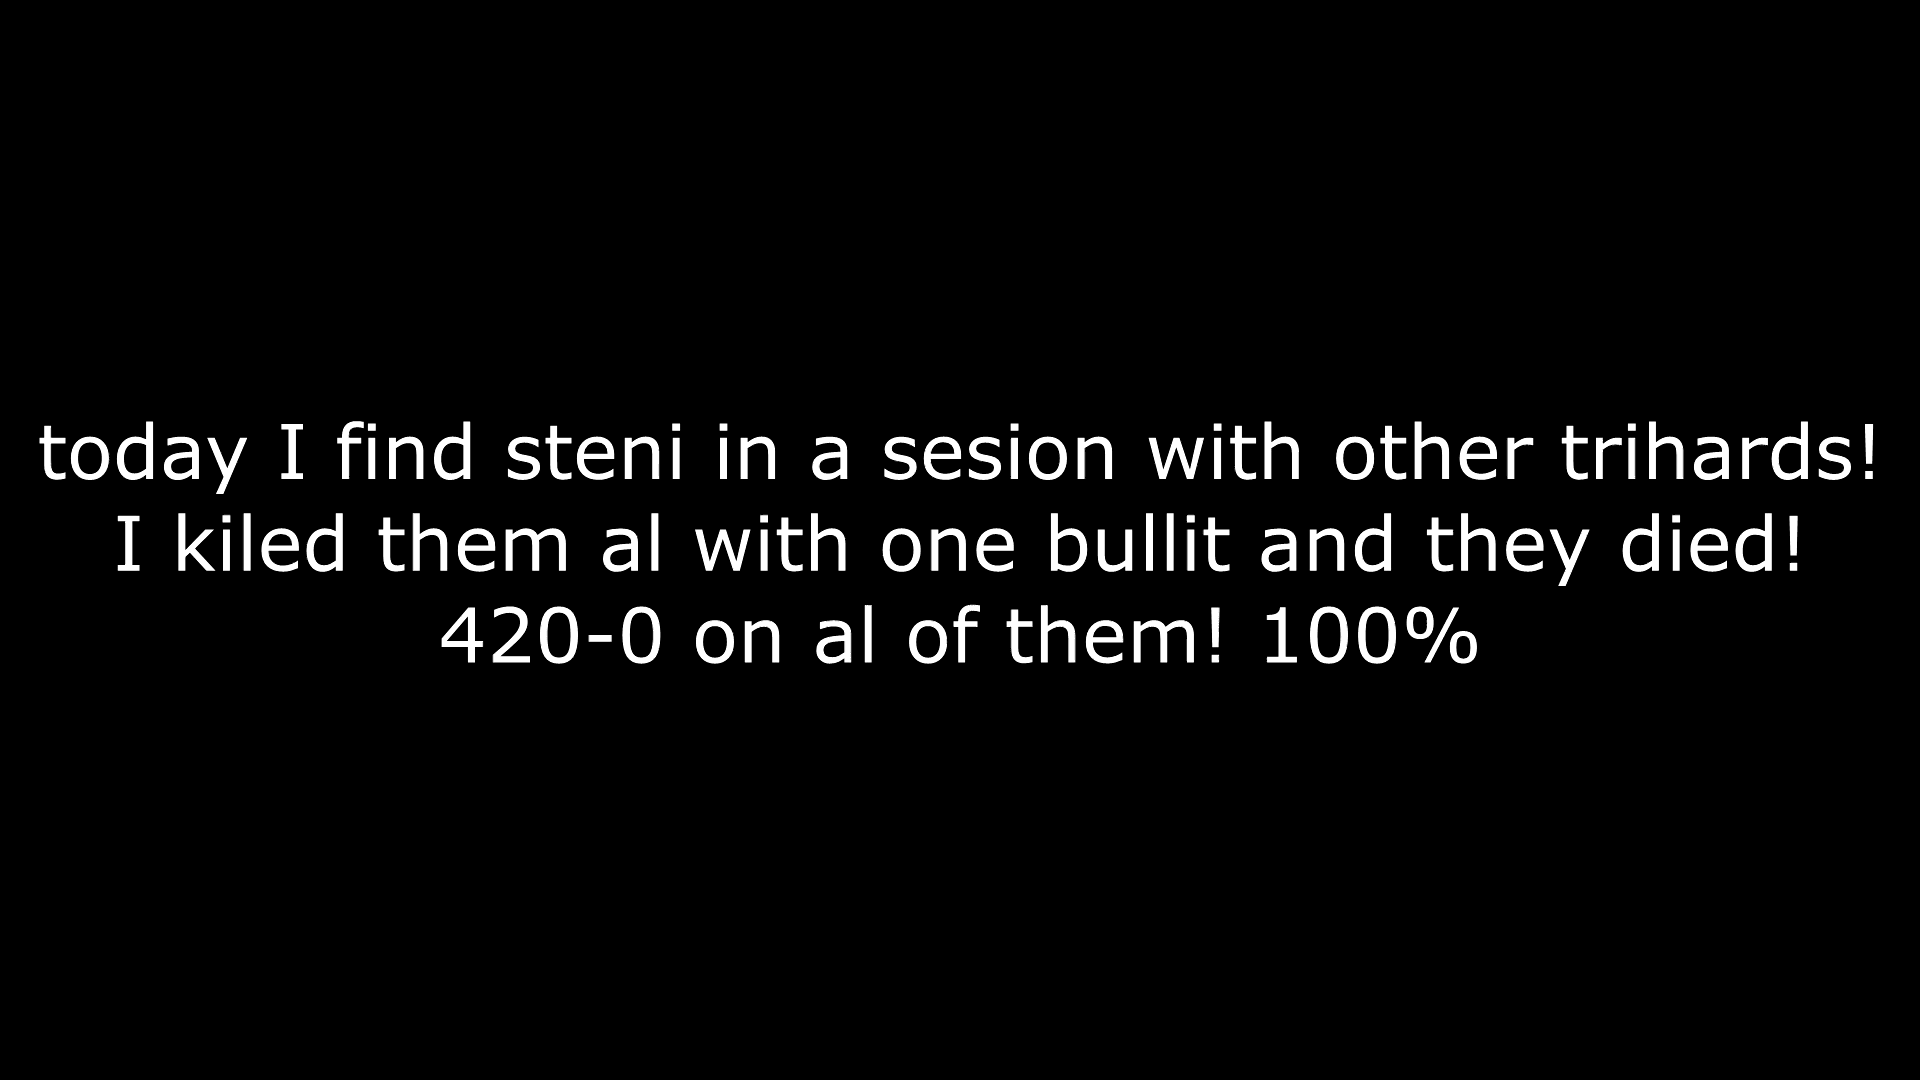 today I find steni in a sesion with other trihards!
I kiled them al with one bullit and they died!
420-0 on al of them! 100%